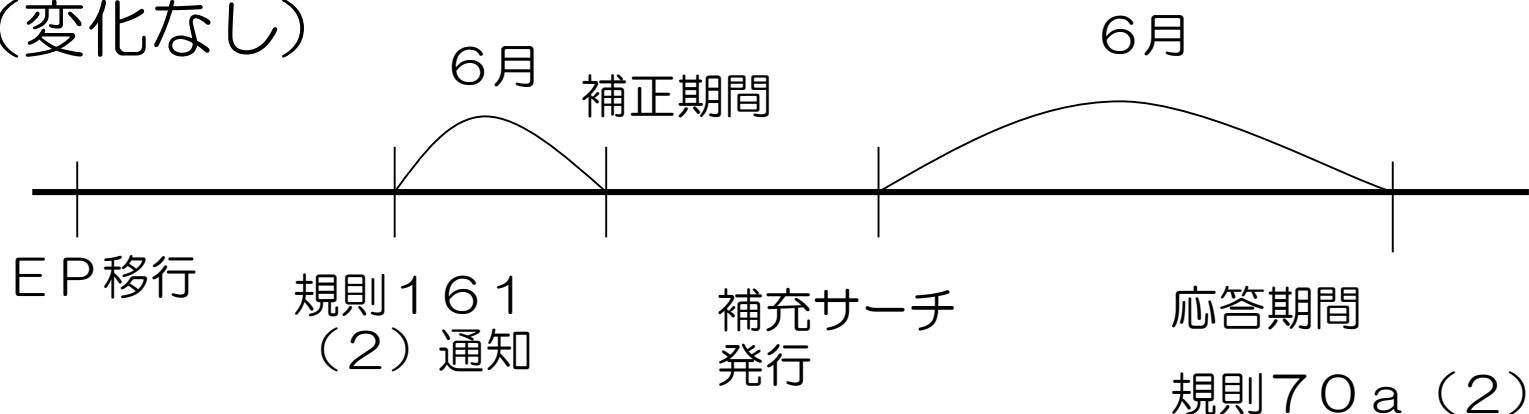 （変化なし）
６月
６月
補正期間
ＥＰ移行
規則１６１
（２）通知
補充サーチ
発行
応答期間
規則７０ａ（２）